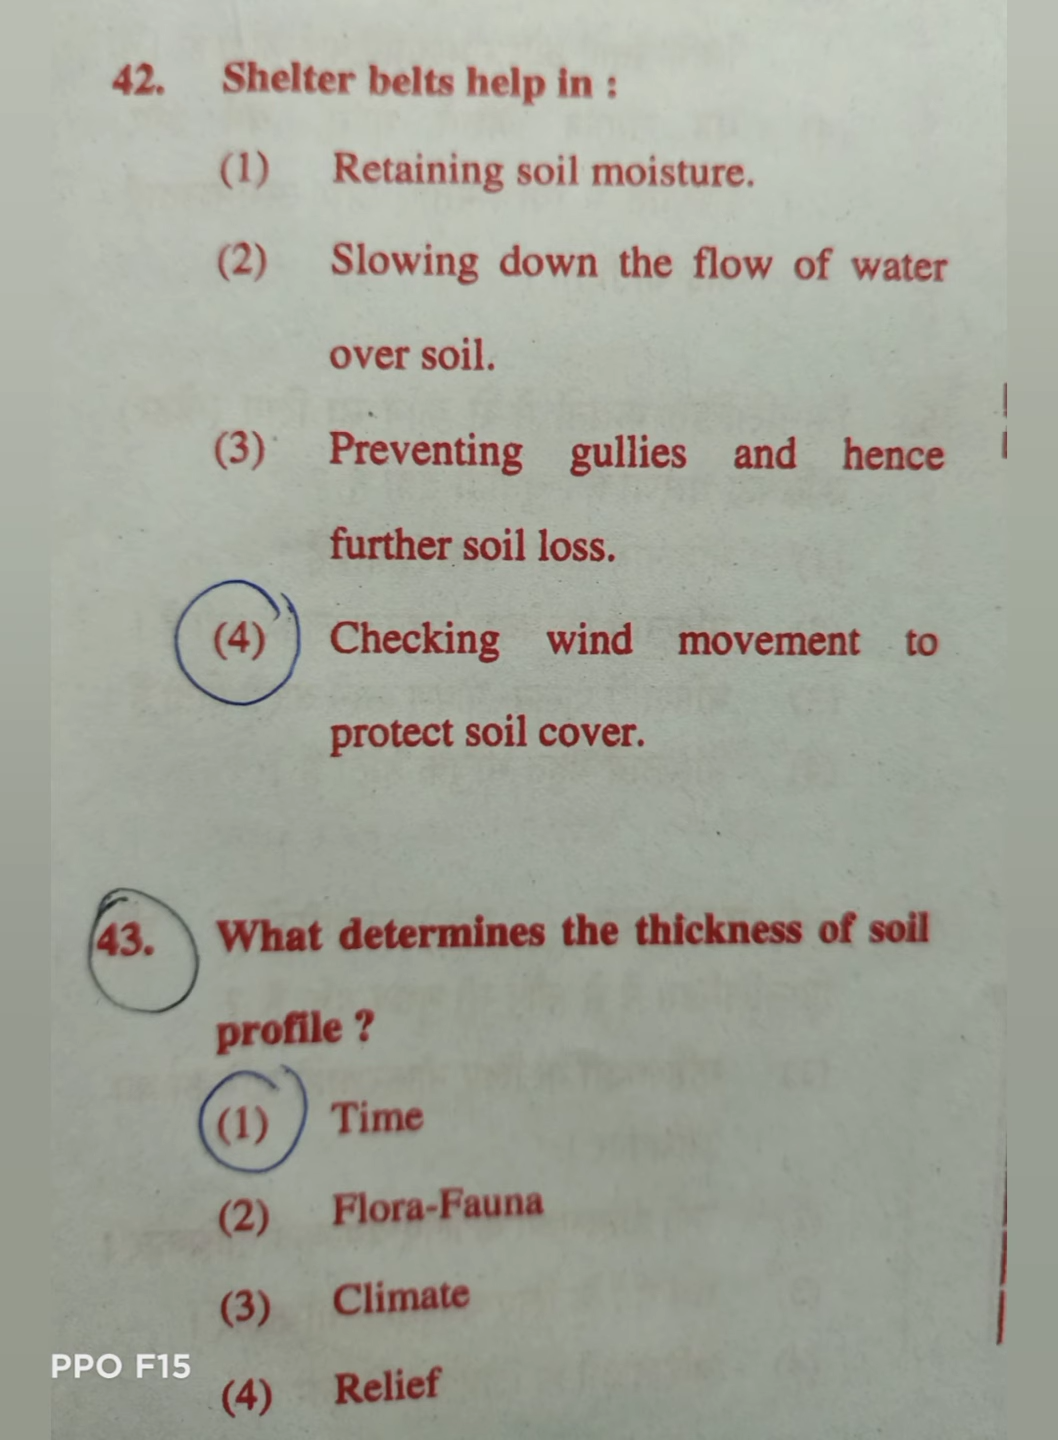 42. Shelter belts help in :
(1) Retaining soil moisture.
(2) Slowing down the flow of water
over soil.
(3) Preventing gullies and hence
further soil loss.
(4) Checking wind movement to
protect soil cover.
43. What determines the thickness of soil
profile ?
(1) Time
(2) Flora-Fauna
(3) Climate
(4) Relief
PPO F15